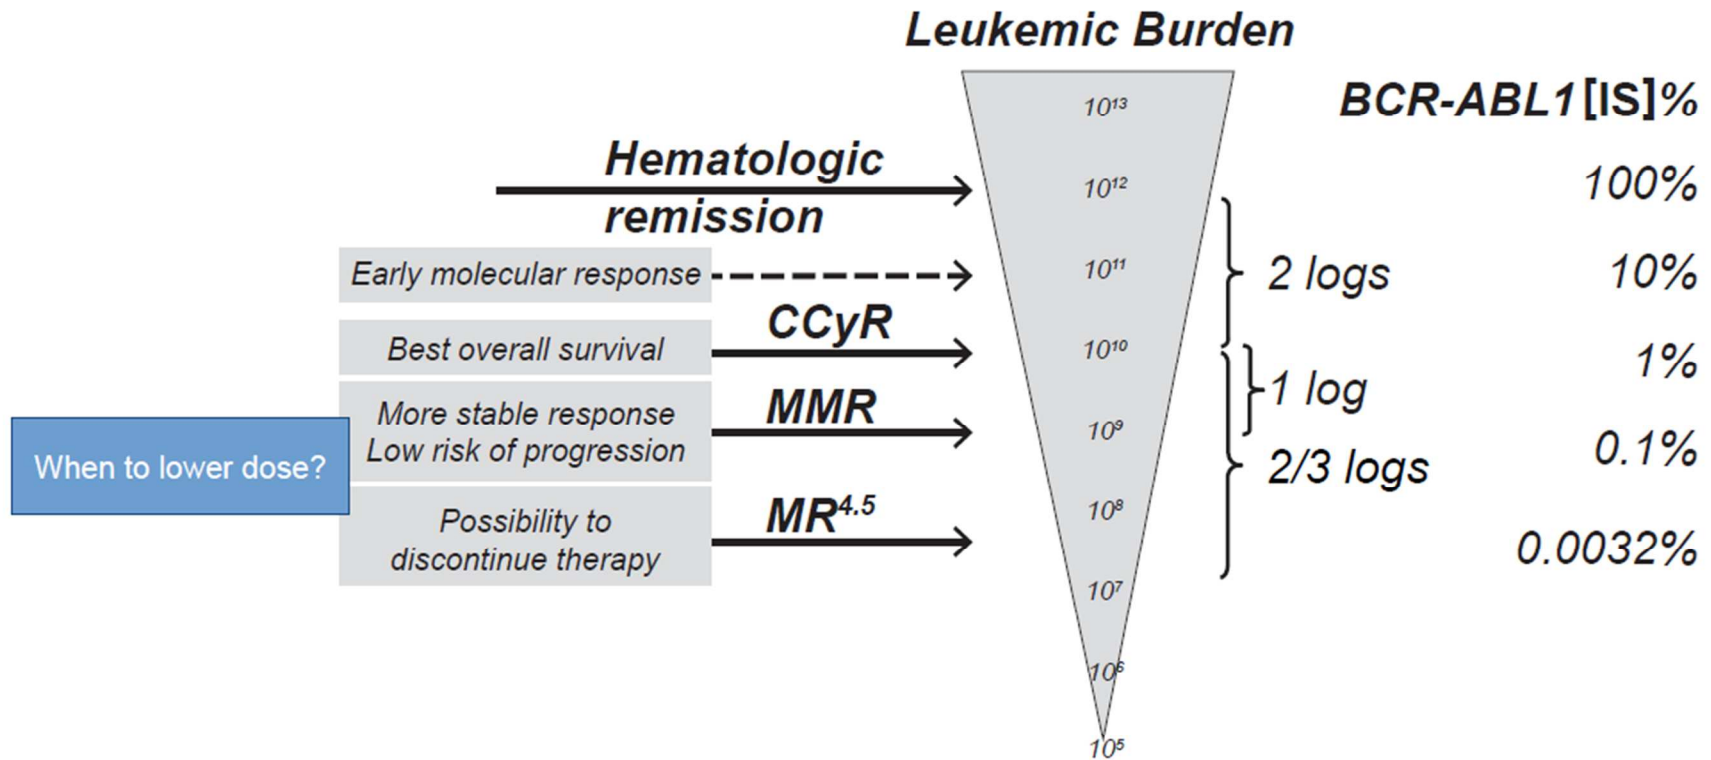 Leukemic Burden
BCR-ABL1 [IS]%
10¹³
Hematologic
remission
10¹²
100%
Early molecular response
10¹¹
2 logs
10%
CCyR
Best overall survival
10¹⁰
1%
1 log
MMR
More stable response
Low risk of progression
10⁹
0.1%
When to lower dose?
2/3 logs
MR⁴·⁵
Possibility to
discontinue therapy
10⁸
0.0032%
10⁷
10⁶
10⁵